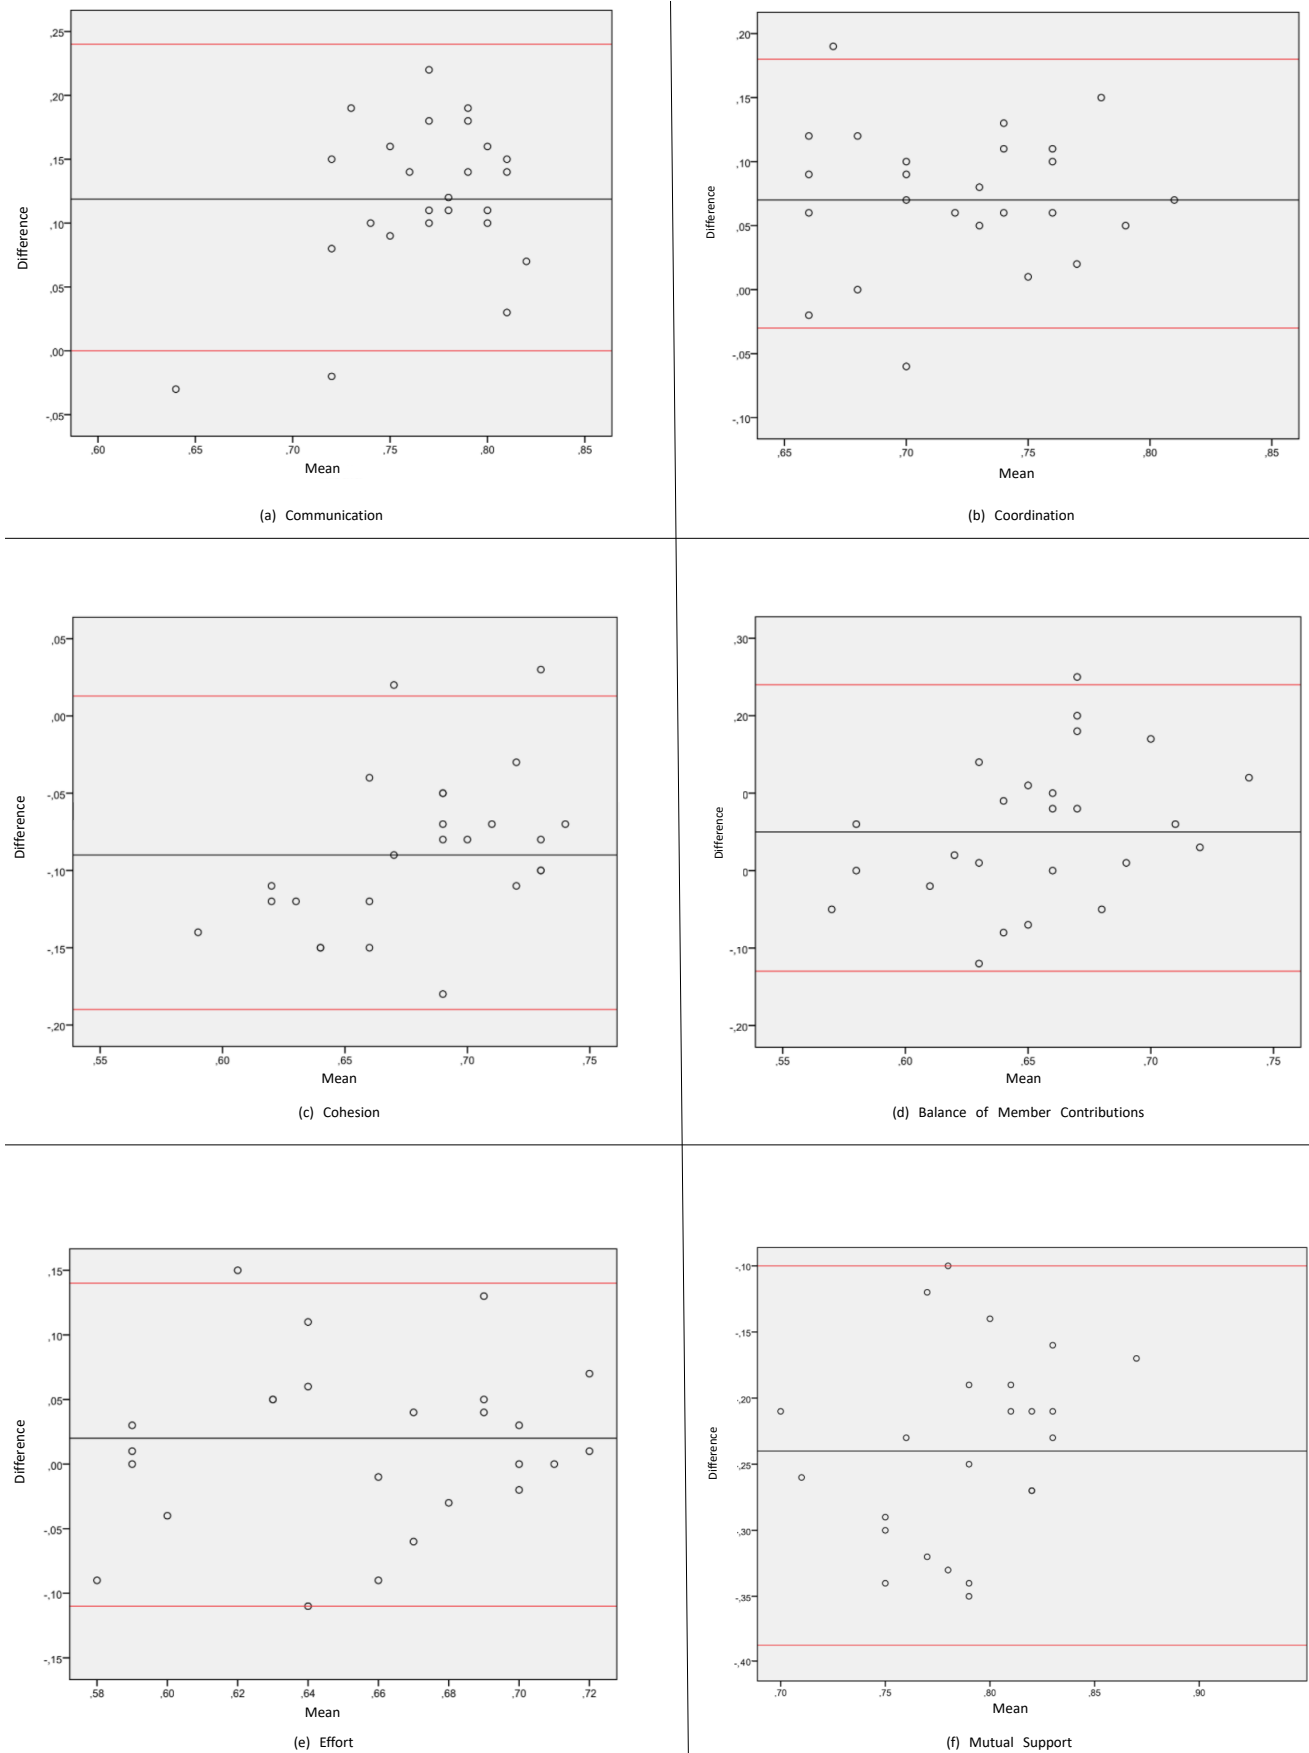 ,25
,20
,15
,10
,05
,00
-,05
Difference
,60 ,65 ,70 ,75 ,80 ,85
Mean
(a) Communication
,20
,15
,10
,05
,00
-,05
-,10
Difference
,65 ,70 ,75 ,80 ,85
Mean
(b) Coordination
,05
,00
-,05
-,10
-,15
-,20
Difference
,55 ,60 ,65 ,70 ,75
Mean
(c) Cohesion
,30
,20
0
0
-,10
-,20
Difference
,55 ,60 ,65 ,70 ,75
Mean
(d) Balance of Member Contributions
,15
,10
,05
,00
-,05
-,10
-,15
Difference
,58 ,60 ,62 ,64 ,66 ,68 ,70 ,72
Mean
(e) Effort
-,10
-,15
-,20
-,25
-,30
-,35
-,40
Difference
,70 ,75 ,80 ,85 ,90
Mean
(f) Mutual Support